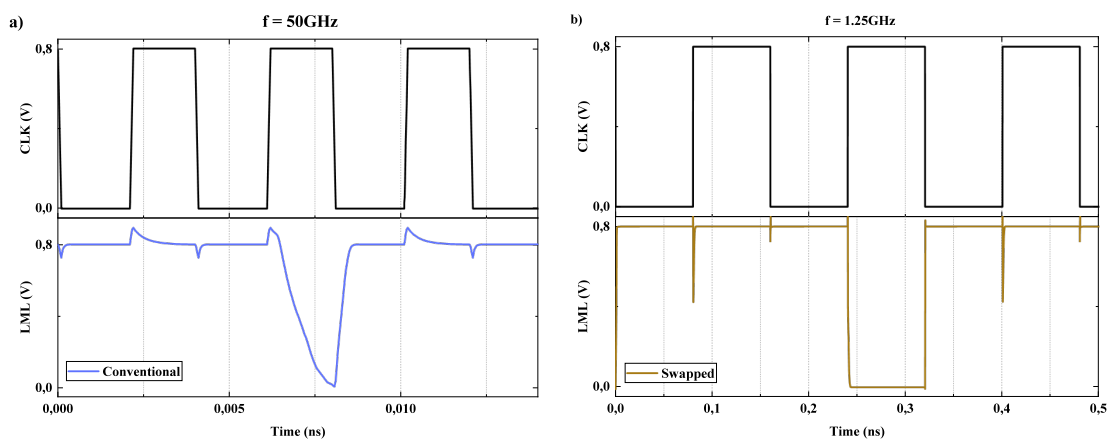 a)
f = 50GHz
0,8
CLK (V)
0,0
0,8
LML (V)
Conventional
0,0
0,000
0,005
0,010
Time (ns)
b)
f = 1.25GHz
0,8
CLK (V)
0,0
0,8
LML (V)
Swapped
0,0
0,0
0,1
0,2
0,3
0,4
0,5
Time (ns)